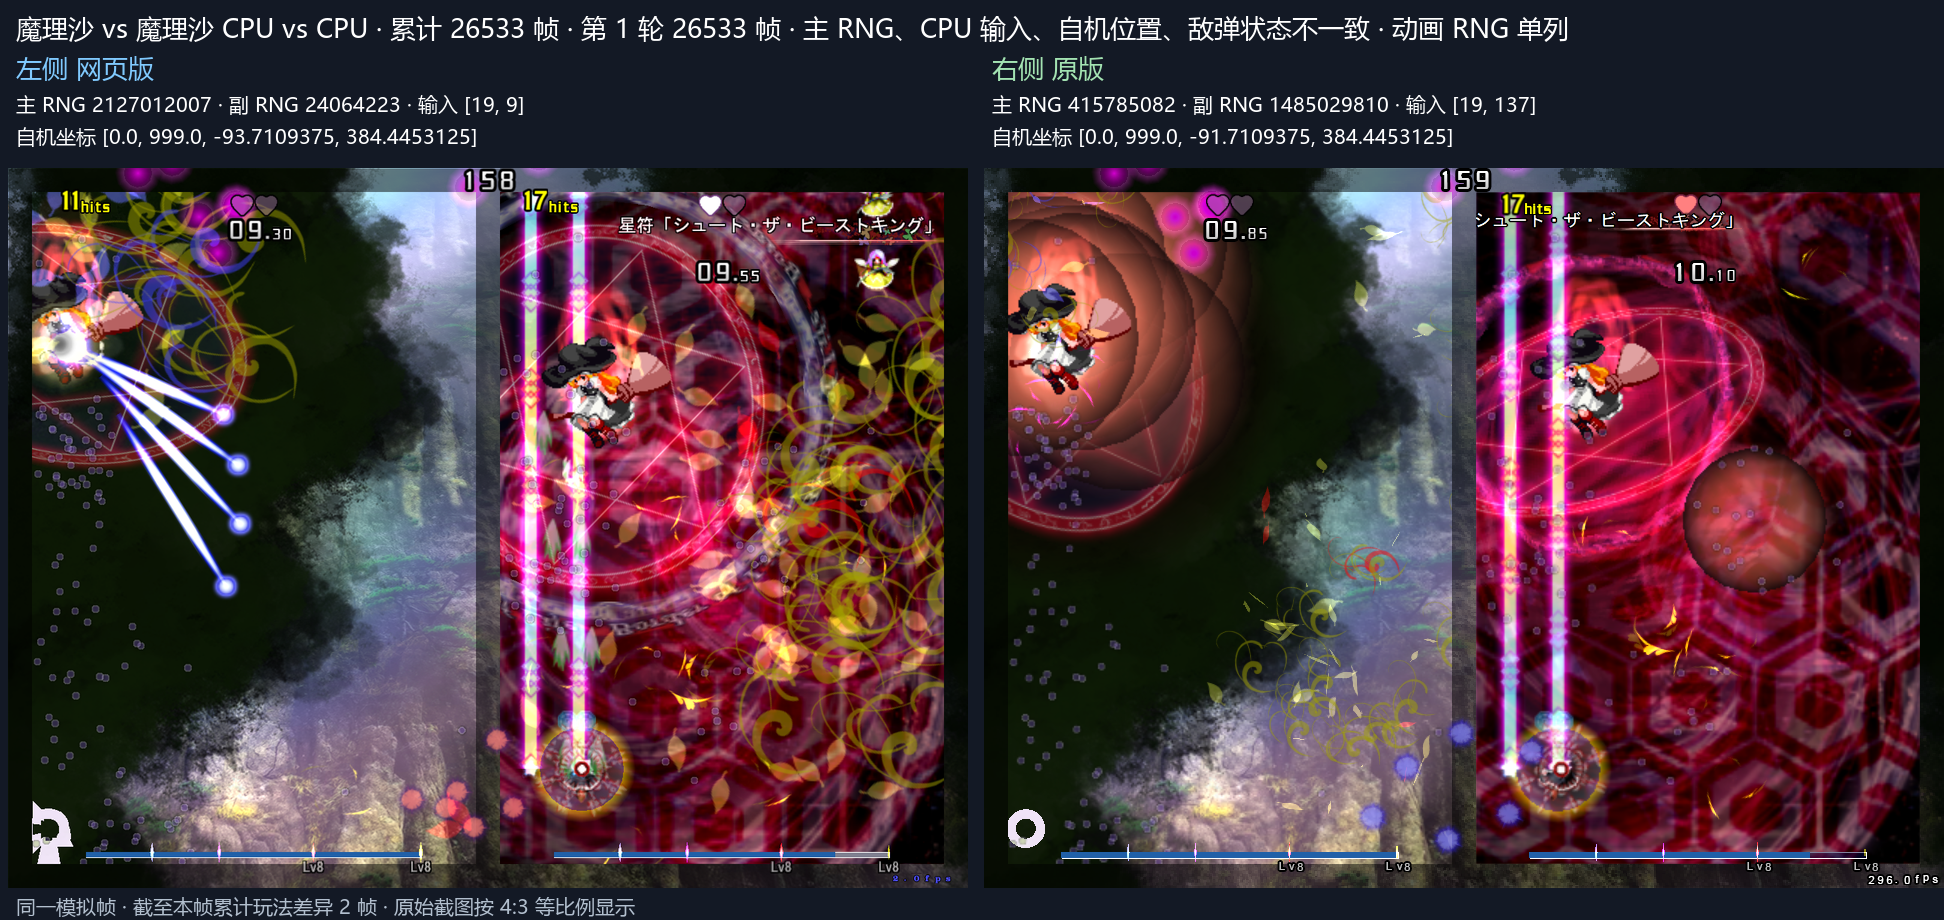 魔理沙 vs 魔理沙 CPU vs CPU · 累计 26533 帧 · 第 1 轮 26533 帧 · 主 RNG、CPU 输入、自机位置、敌弹状态不一致 · 动画 RNG 单列
左侧 网页版
主 RNG 2127012007 · 副 RNG 24064223 · 输入 [19, 9]
自机坐标 [0.0, 999.0, -93.7109375, 384.4453125]
右侧 原版
主 RNG 415785082 · 副 RNG 1485029810 · 输入 [19, 137]
自机坐标 [0.0, 999.0, -91.7109375, 384.4453125]
158
11hits
09.30
17hits
星符「シュート・ザ・ビーストキング」
09.55
Lv8
Lv8
Lv8
Lv8
2.0fps
159
09.85
17hits
シュート・ザ・ビーストキング」
10.10
Lv8
Lv8
Lv8
Lv8
296.0fps
同一模拟帧 · 截至本帧累计玩法差异 2 帧 · 原始截图按 4:3 等比例显示